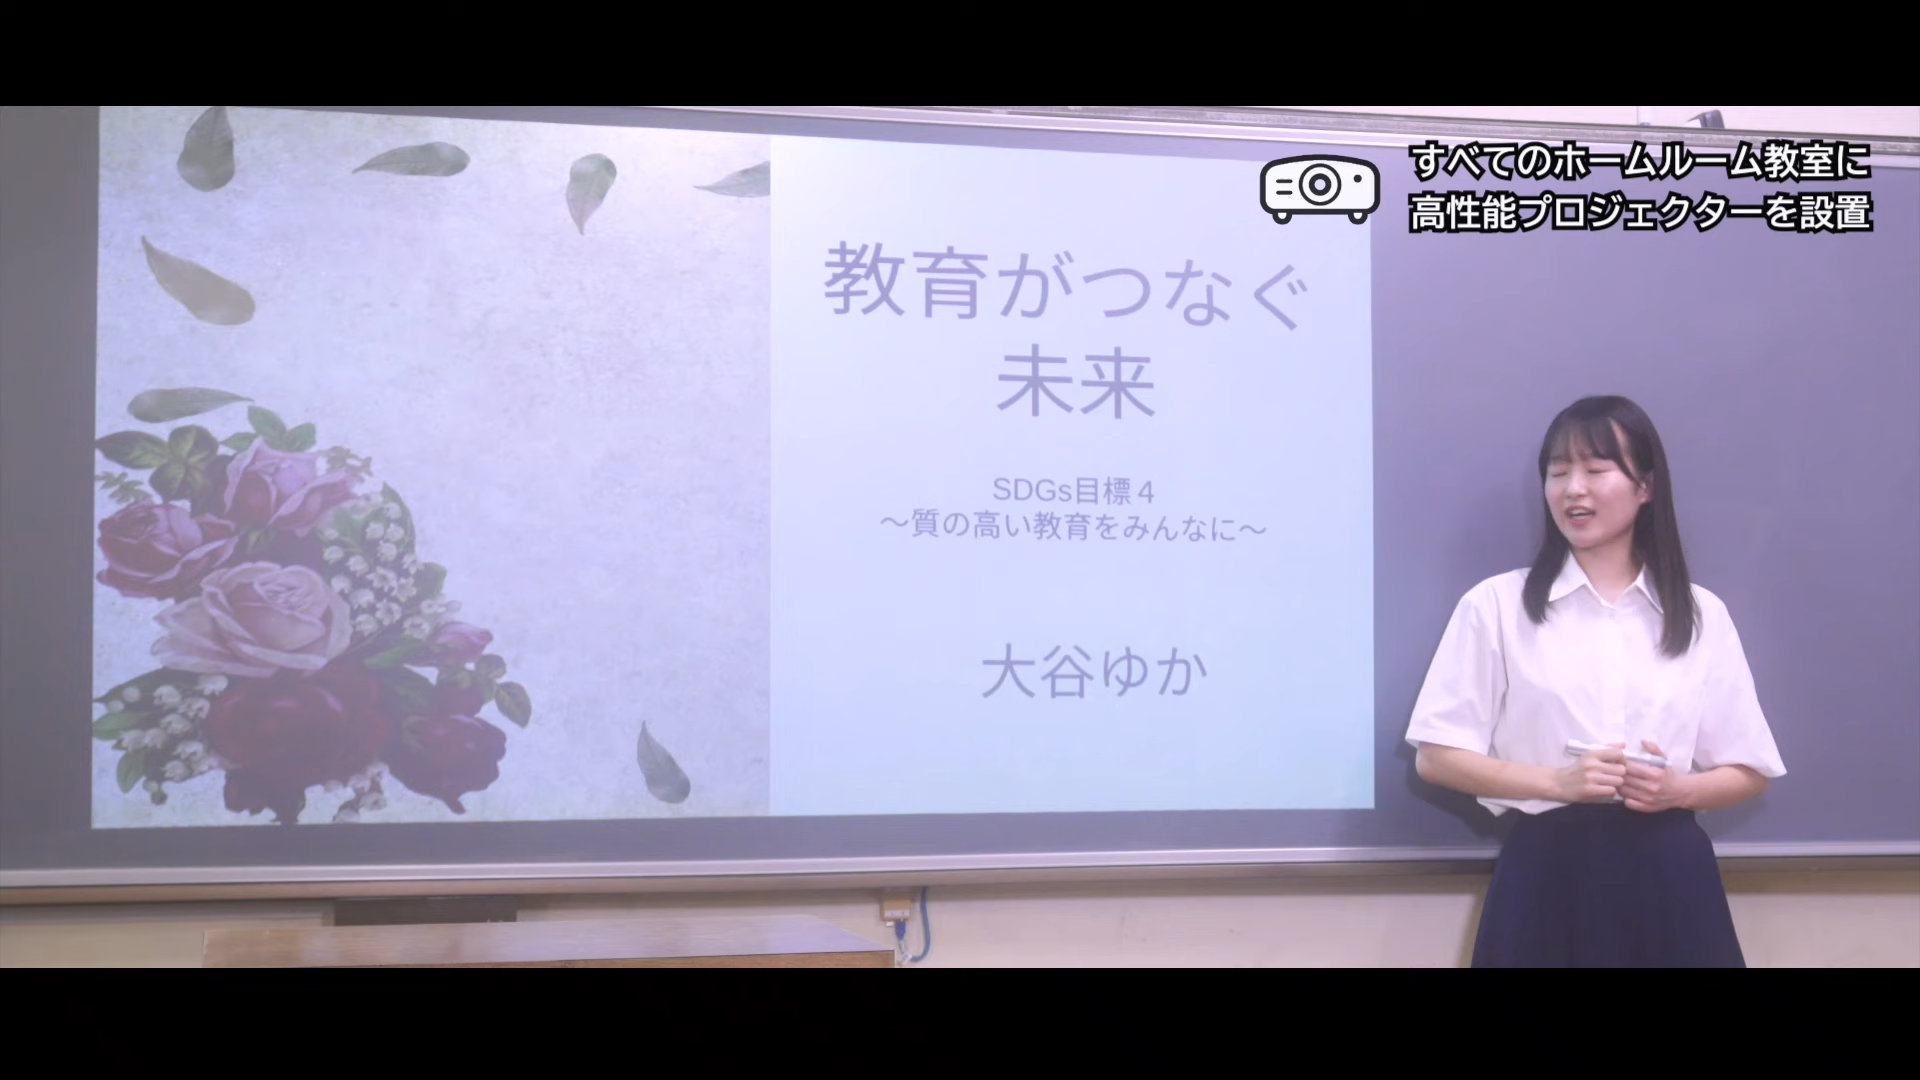 すべてのホームルーム教室に
高性能プロジェクターを設置
教育がつなぐ
未来
SDGs目標4
～質の高い教育をみんなに～
大谷ゆか